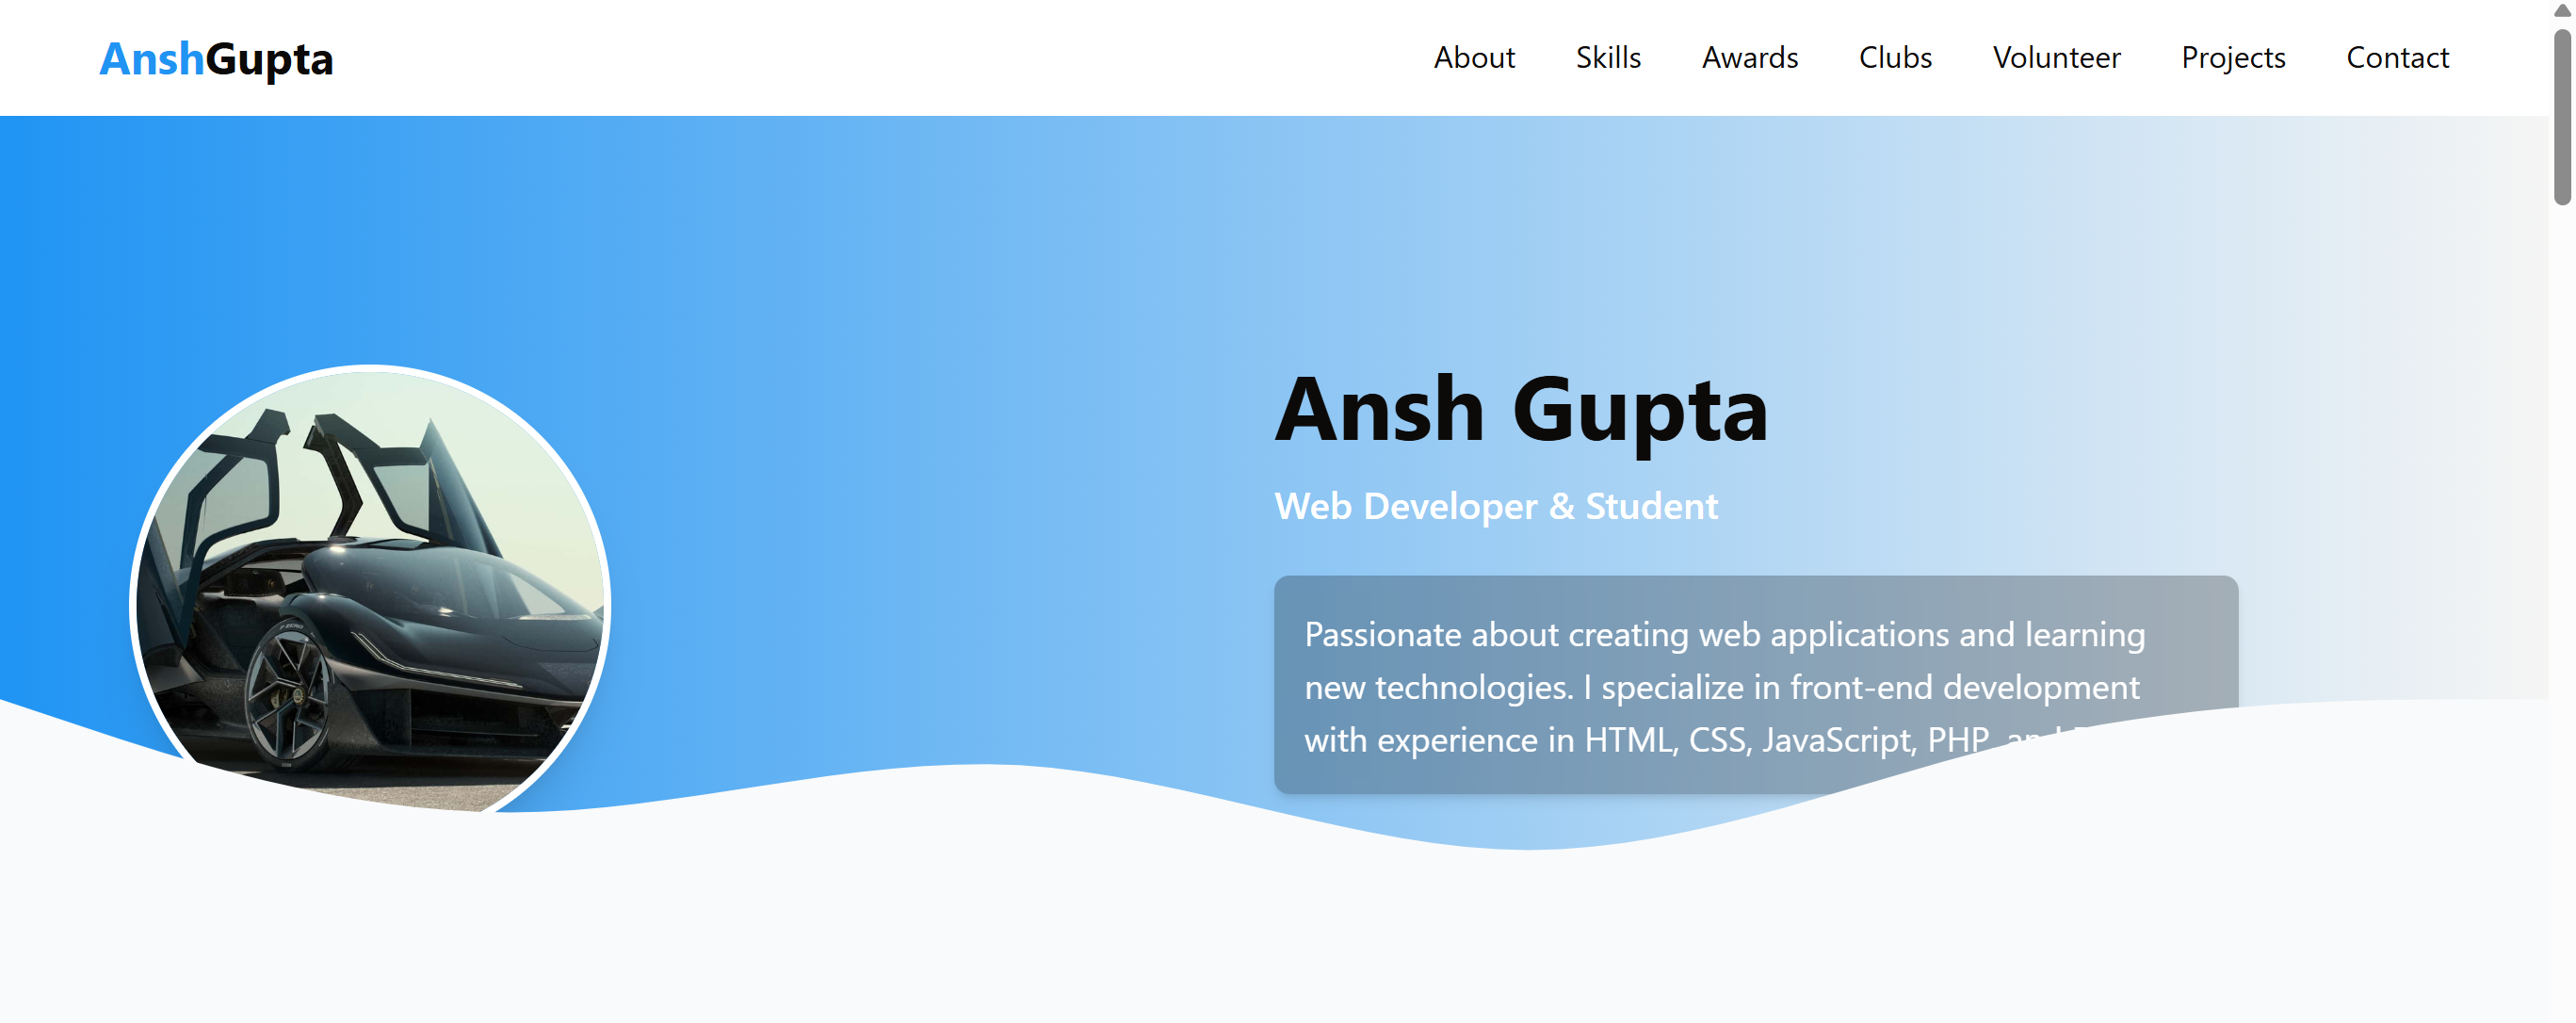 AnshGupta
About Skills Awards Clubs Volunteer Projects Contact
Ansh Gupta
Web Developer & Student
Passionate about creating web applications and learning
new technologies. I specialize in front-end development
with experience in HTML, CSS, JavaScript, PHP, and